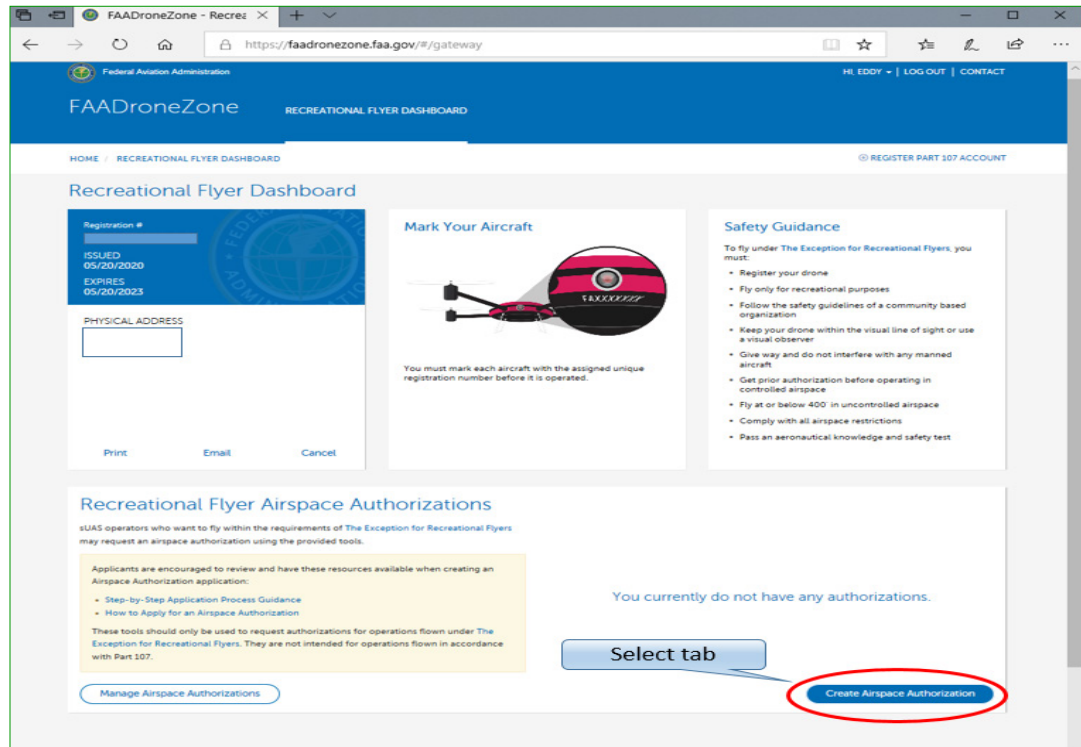 FAADroneZone - Recrea
https://faadronezone.faa.gov/#/gateway
Federal Aviation Administration
HI, EDDY | LOG OUT | CONTACT
FAADroneZone
RECREATIONAL FLYER DASHBOARD
HOME / RECREATIONAL FLYER DASHBOARD
REGISTER PART 107 ACCOUNT
Recreational Flyer Dashboard
Registration #
ISSUED
05/20/2020
EXPIRES
05/20/2023
PHYSICAL ADDRESS
Print Email Cancel
Mark Your Aircraft
You must mark each aircraft with the assigned unique
registration number before it is operated.
Safety Guidance
To fly under The Exception for Recreational Flyers, you
must:
• Register your drone
• Fly only for recreational purposes
• Follow the safety guidelines of a community based
organization
• Keep your drone within the visual line of sight or use
a visual observer
• Give way and do not interfere with any manned
aircraft
• Get prior authorization before operating in
controlled airspace
• Fly at or below 400' in uncontrolled airspace
• Comply with all airspace restrictions
• Pass an aeronautical knowledge and safety test
Recreational Flyer Airspace Authorizations
sUAS operators who want to fly within the requirements of The Exception for Recreational Flyers
may request an airspace authorization using the provided tools.
Applicants are encouraged to review and have these resources available when creating an
Airspace Authorization application:
• Step-by-Step Application Process Guidance
• How to Apply for an Airspace Authorization
These tools should only be used to request authorizations for operations flown under The
Exception for Recreational Flyers. They are not intended for operations flown in accordance
with Part 107.
Manage Airspace Authorizations
You currently do not have any authorizations.
Select tab
Create Airspace Authorization